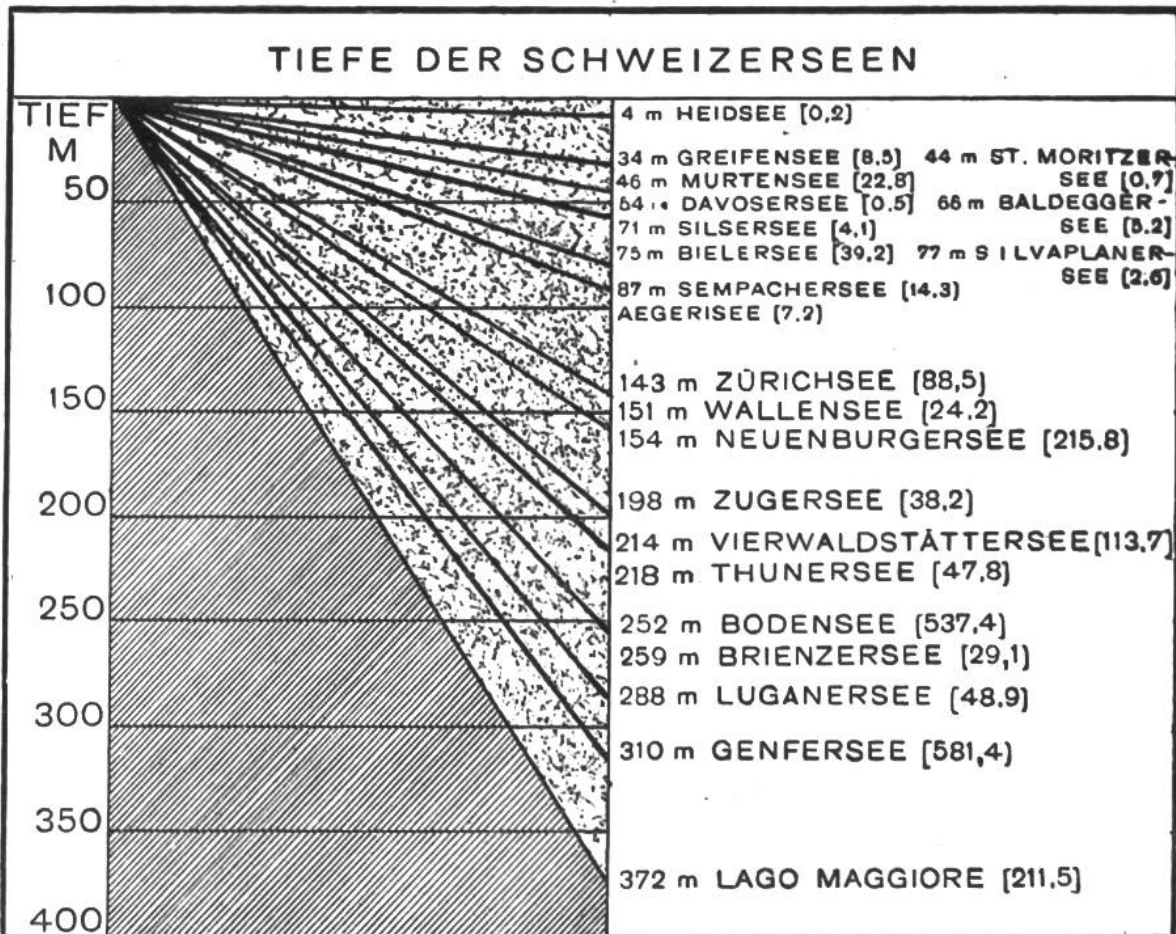 TIEFE DER SCHWEIZERSEEN
TIEF
M
50
100
150
200
250
300
350
400
4 m HEIDSEE [0,2)
34 m GREIFENSEE [8,5) 44 m ST. MORITZER-
46 m MURTENSEE [22,8] SEE [0,7]
54 DAVOSERSEE [0,5] 66 m BALDEGGER-
71 m SILSERSEE [4,1] SEE [5,2]
75 m BIELERSEE [39,2] 77 m SILVAPLANER-
SEE [2,6]
87 m SEMPACHERSEE [14,3)
AEGERISEE [7,2)
143 m ZÜRICHSEE [88,5)
151 m WALLENSEE [24,2)
154 m NEUENBURGERSEE [215,8)
198 m ZUGERSEE [38,2)
214 m VIERWALDSTÄTTERSEE [113,7]
218 m THUNERSEE [47,8)
252 m BODENSEE [537,4)
259 m BRIENZERSEE [29,1)
288 m LUGANERSEE [48,9)
310 m GENFERSEE [581,4)
372 m LAGO MAGGIORE [211,5]